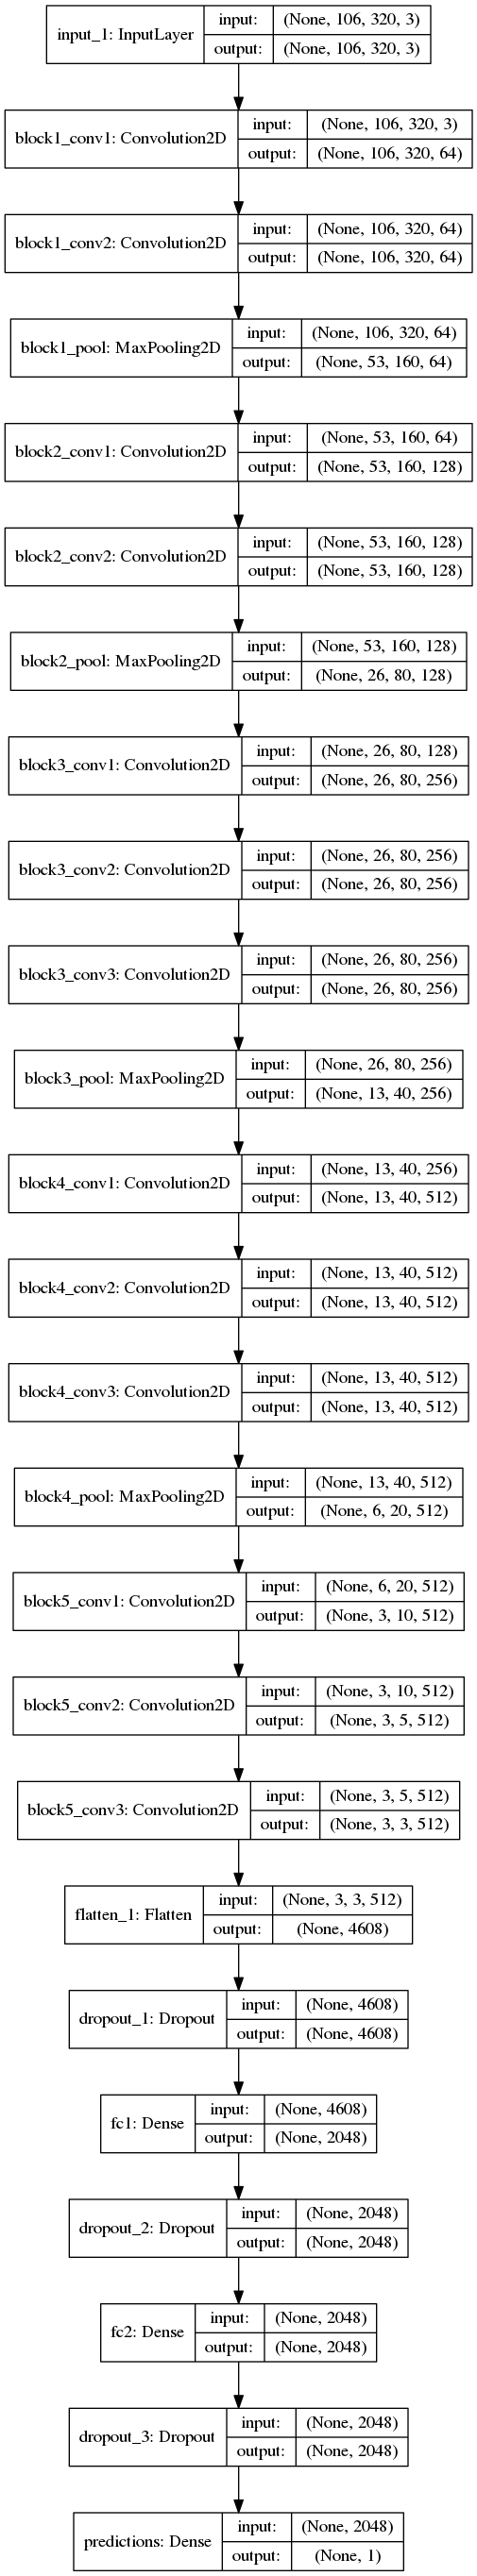 input_1: InputLayer
input: (None, 106, 320, 3)
output: (None, 106, 320, 3)
block1_conv1: Convolution2D
input: (None, 106, 320, 3)
output: (None, 106, 320, 64)
block1_conv2: Convolution2D
input: (None, 106, 320, 64)
output: (None, 106, 320, 64)
block1_pool: MaxPooling2D
input: (None, 106, 320, 64)
output: (None, 53, 160, 64)
block2_conv1: Convolution2D
input: (None, 53, 160, 64)
output: (None, 53, 160, 128)
block2_conv2: Convolution2D
input: (None, 53, 160, 128)
output: (None, 53, 160, 128)
block2_pool: MaxPooling2D
input: (None, 53, 160, 128)
output: (None, 26, 80, 128)
block3_conv1: Convolution2D
input: (None, 26, 80, 128)
output: (None, 26, 80, 256)
block3_conv2: Convolution2D
input: (None, 26, 80, 256)
output: (None, 26, 80, 256)
block3_conv3: Convolution2D
input: (None, 26, 80, 256)
output: (None, 26, 80, 256)
block3_pool: MaxPooling2D
input: (None, 26, 80, 256)
output: (None, 13, 40, 256)
block4_conv1: Convolution2D
input: (None, 13, 40, 256)
output: (None, 13, 40, 512)
block4_conv2: Convolution2D
input: (None, 13, 40, 512)
output: (None, 13, 40, 512)
block4_conv3: Convolution2D
input: (None, 13, 40, 512)
output: (None, 13, 40, 512)
block4_pool: MaxPooling2D
input: (None, 13, 40, 512)
output: (None, 6, 20, 512)
block5_conv1: Convolution2D
input: (None, 6, 20, 512)
output: (None, 3, 10, 512)
block5_conv2: Convolution2D
input: (None, 3, 10, 512)
output: (None, 3, 5, 512)
block5_conv3: Convolution2D
input: (None, 3, 5, 512)
output: (None, 3, 3, 512)
flatten_1: Flatten
input: (None, 3, 3, 512)
output: (None, 4608)
dropout_1: Dropout
input: (None, 4608)
output: (None, 4608)
fc1: Dense
input: (None, 4608)
output: (None, 2048)
dropout_2: Dropout
input: (None, 2048)
output: (None, 2048)
fc2: Dense
input: (None, 2048)
output: (None, 2048)
dropout_3: Dropout
input: (None, 2048)
output: (None, 2048)
predictions: Dense
input: (None, 2048)
output: (None, 1)